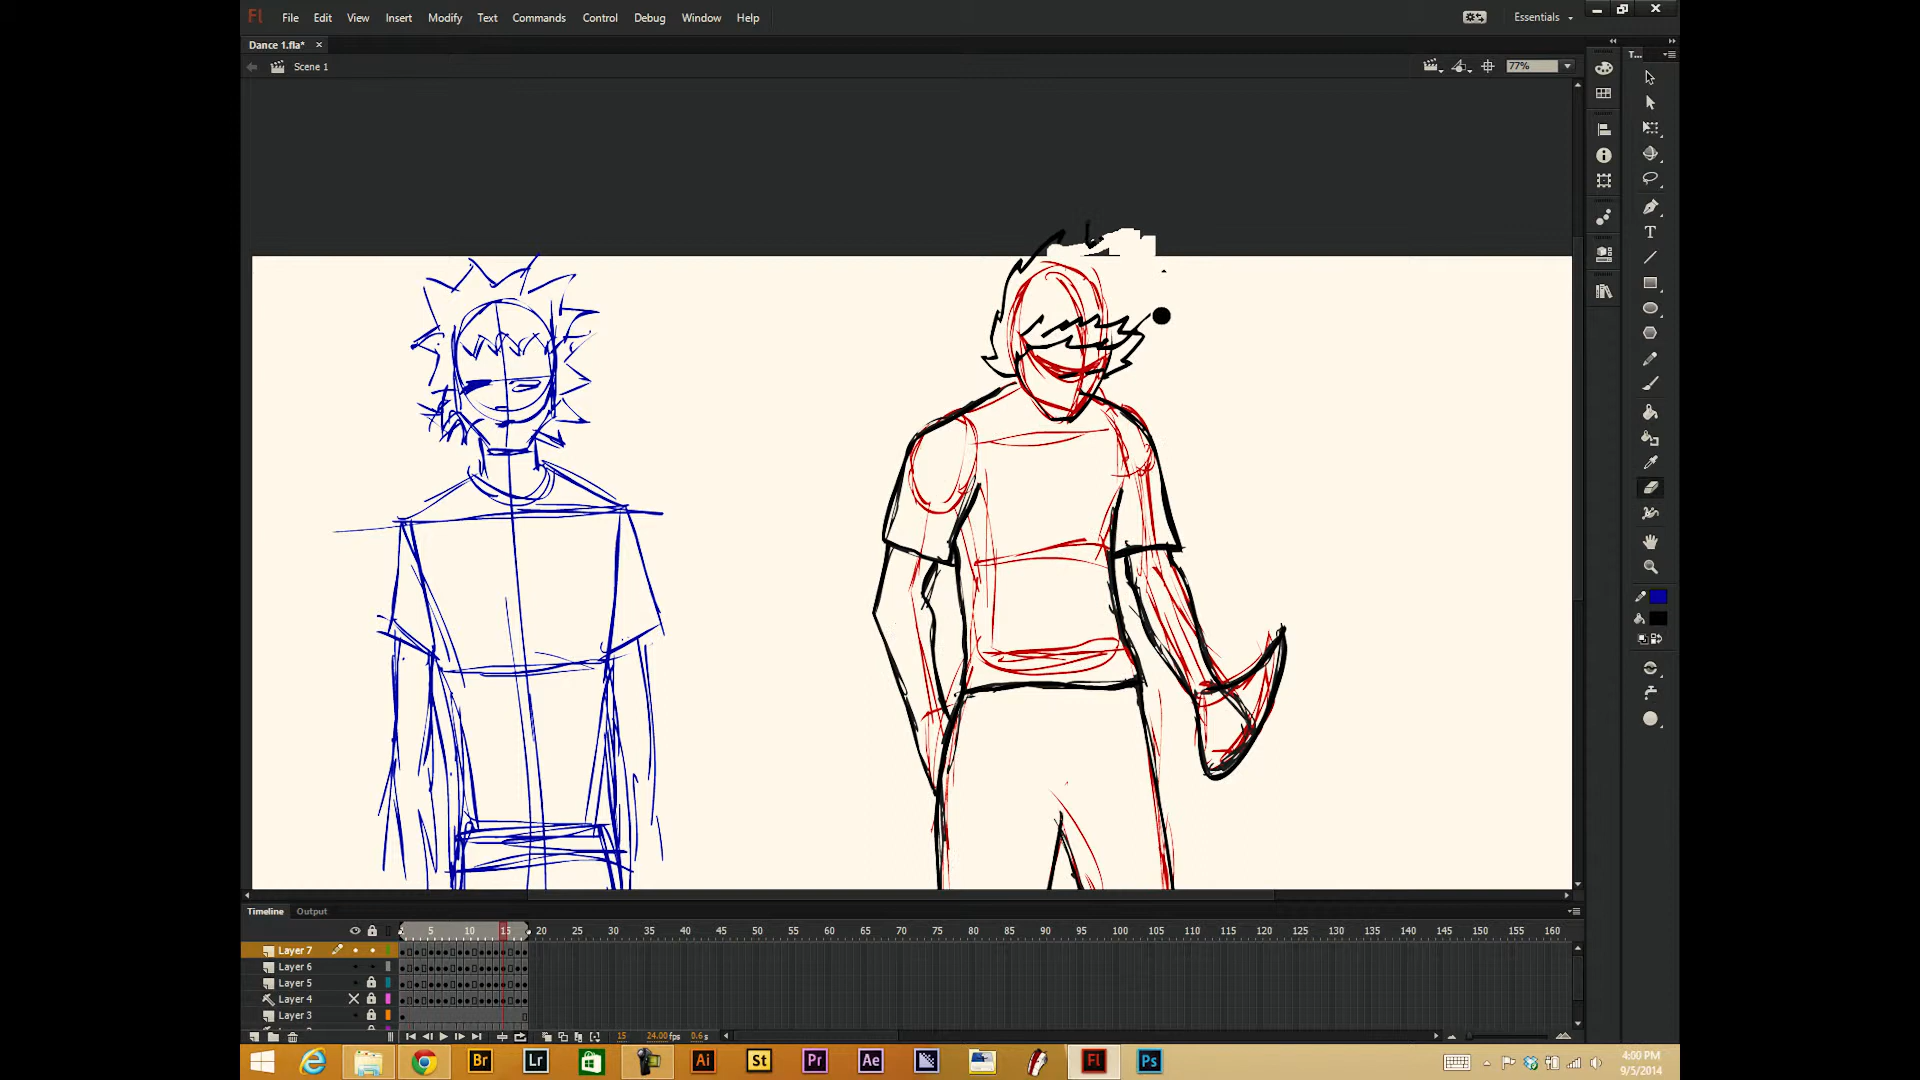 Fl File Edit View Insert Modify Text Commands Control Debug Window Help Essentials
Dance 1.fla* ×
Scene 1 77%
T...
T
Timeline Output
5 10 15 20 25 30 35 40 45 50 55 60 65 70 75 80 85 90 95 100 105 110 115 120 125 130 135 140 145 150 155 160
Layer 7
Layer 6
Layer 5
Layer 4
Layer 3
15 24.00 fps 0.6 s
Br Lr Ai St Pr Ae Fl Ps
4:00 PM
9/5/2014